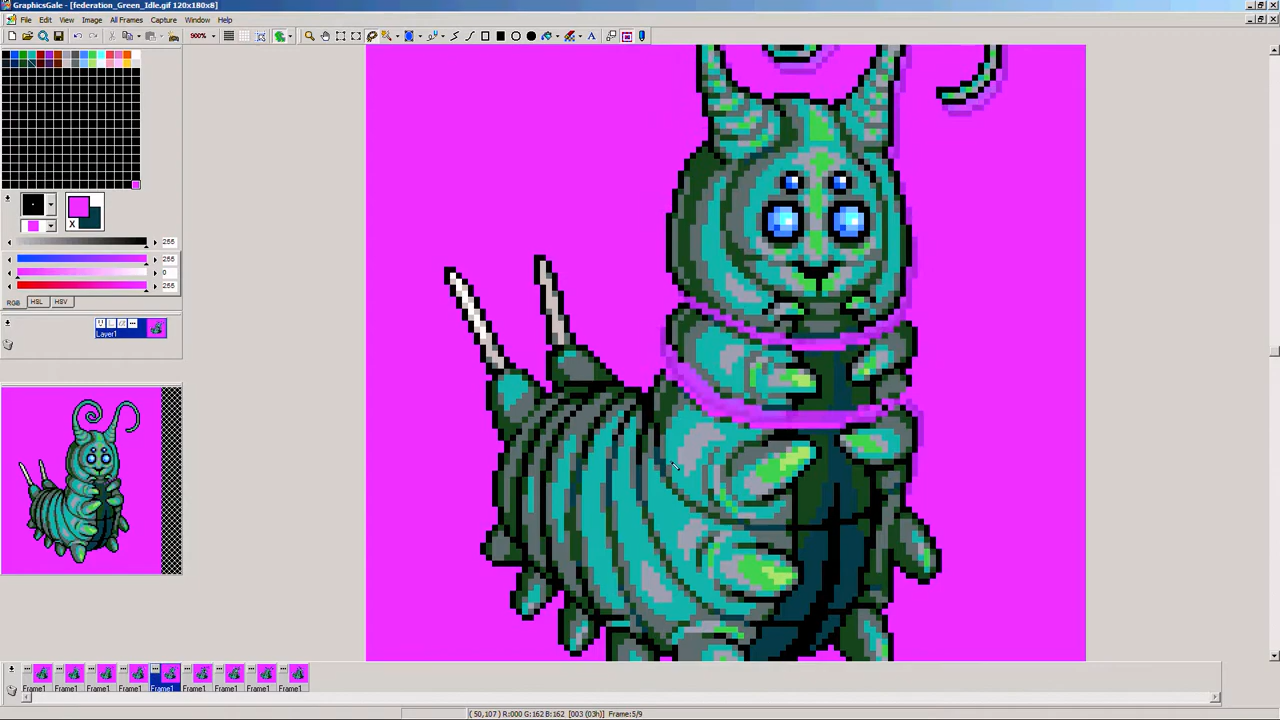 GraphicsGale - [federation_Green_Idle.gif 120x180x8]
File Edit View Image All Frames Capture Window Help
900%
A
X
255
255
0
255
RGB HSL HSV
Layer1
Frame1 Frame1 Frame1 Frame1 Frame1 Frame1 Frame1 Frame1 Frame1
( 50,107 ) R:000 G:162 B:162 [003 (03h)] Frame:5/9